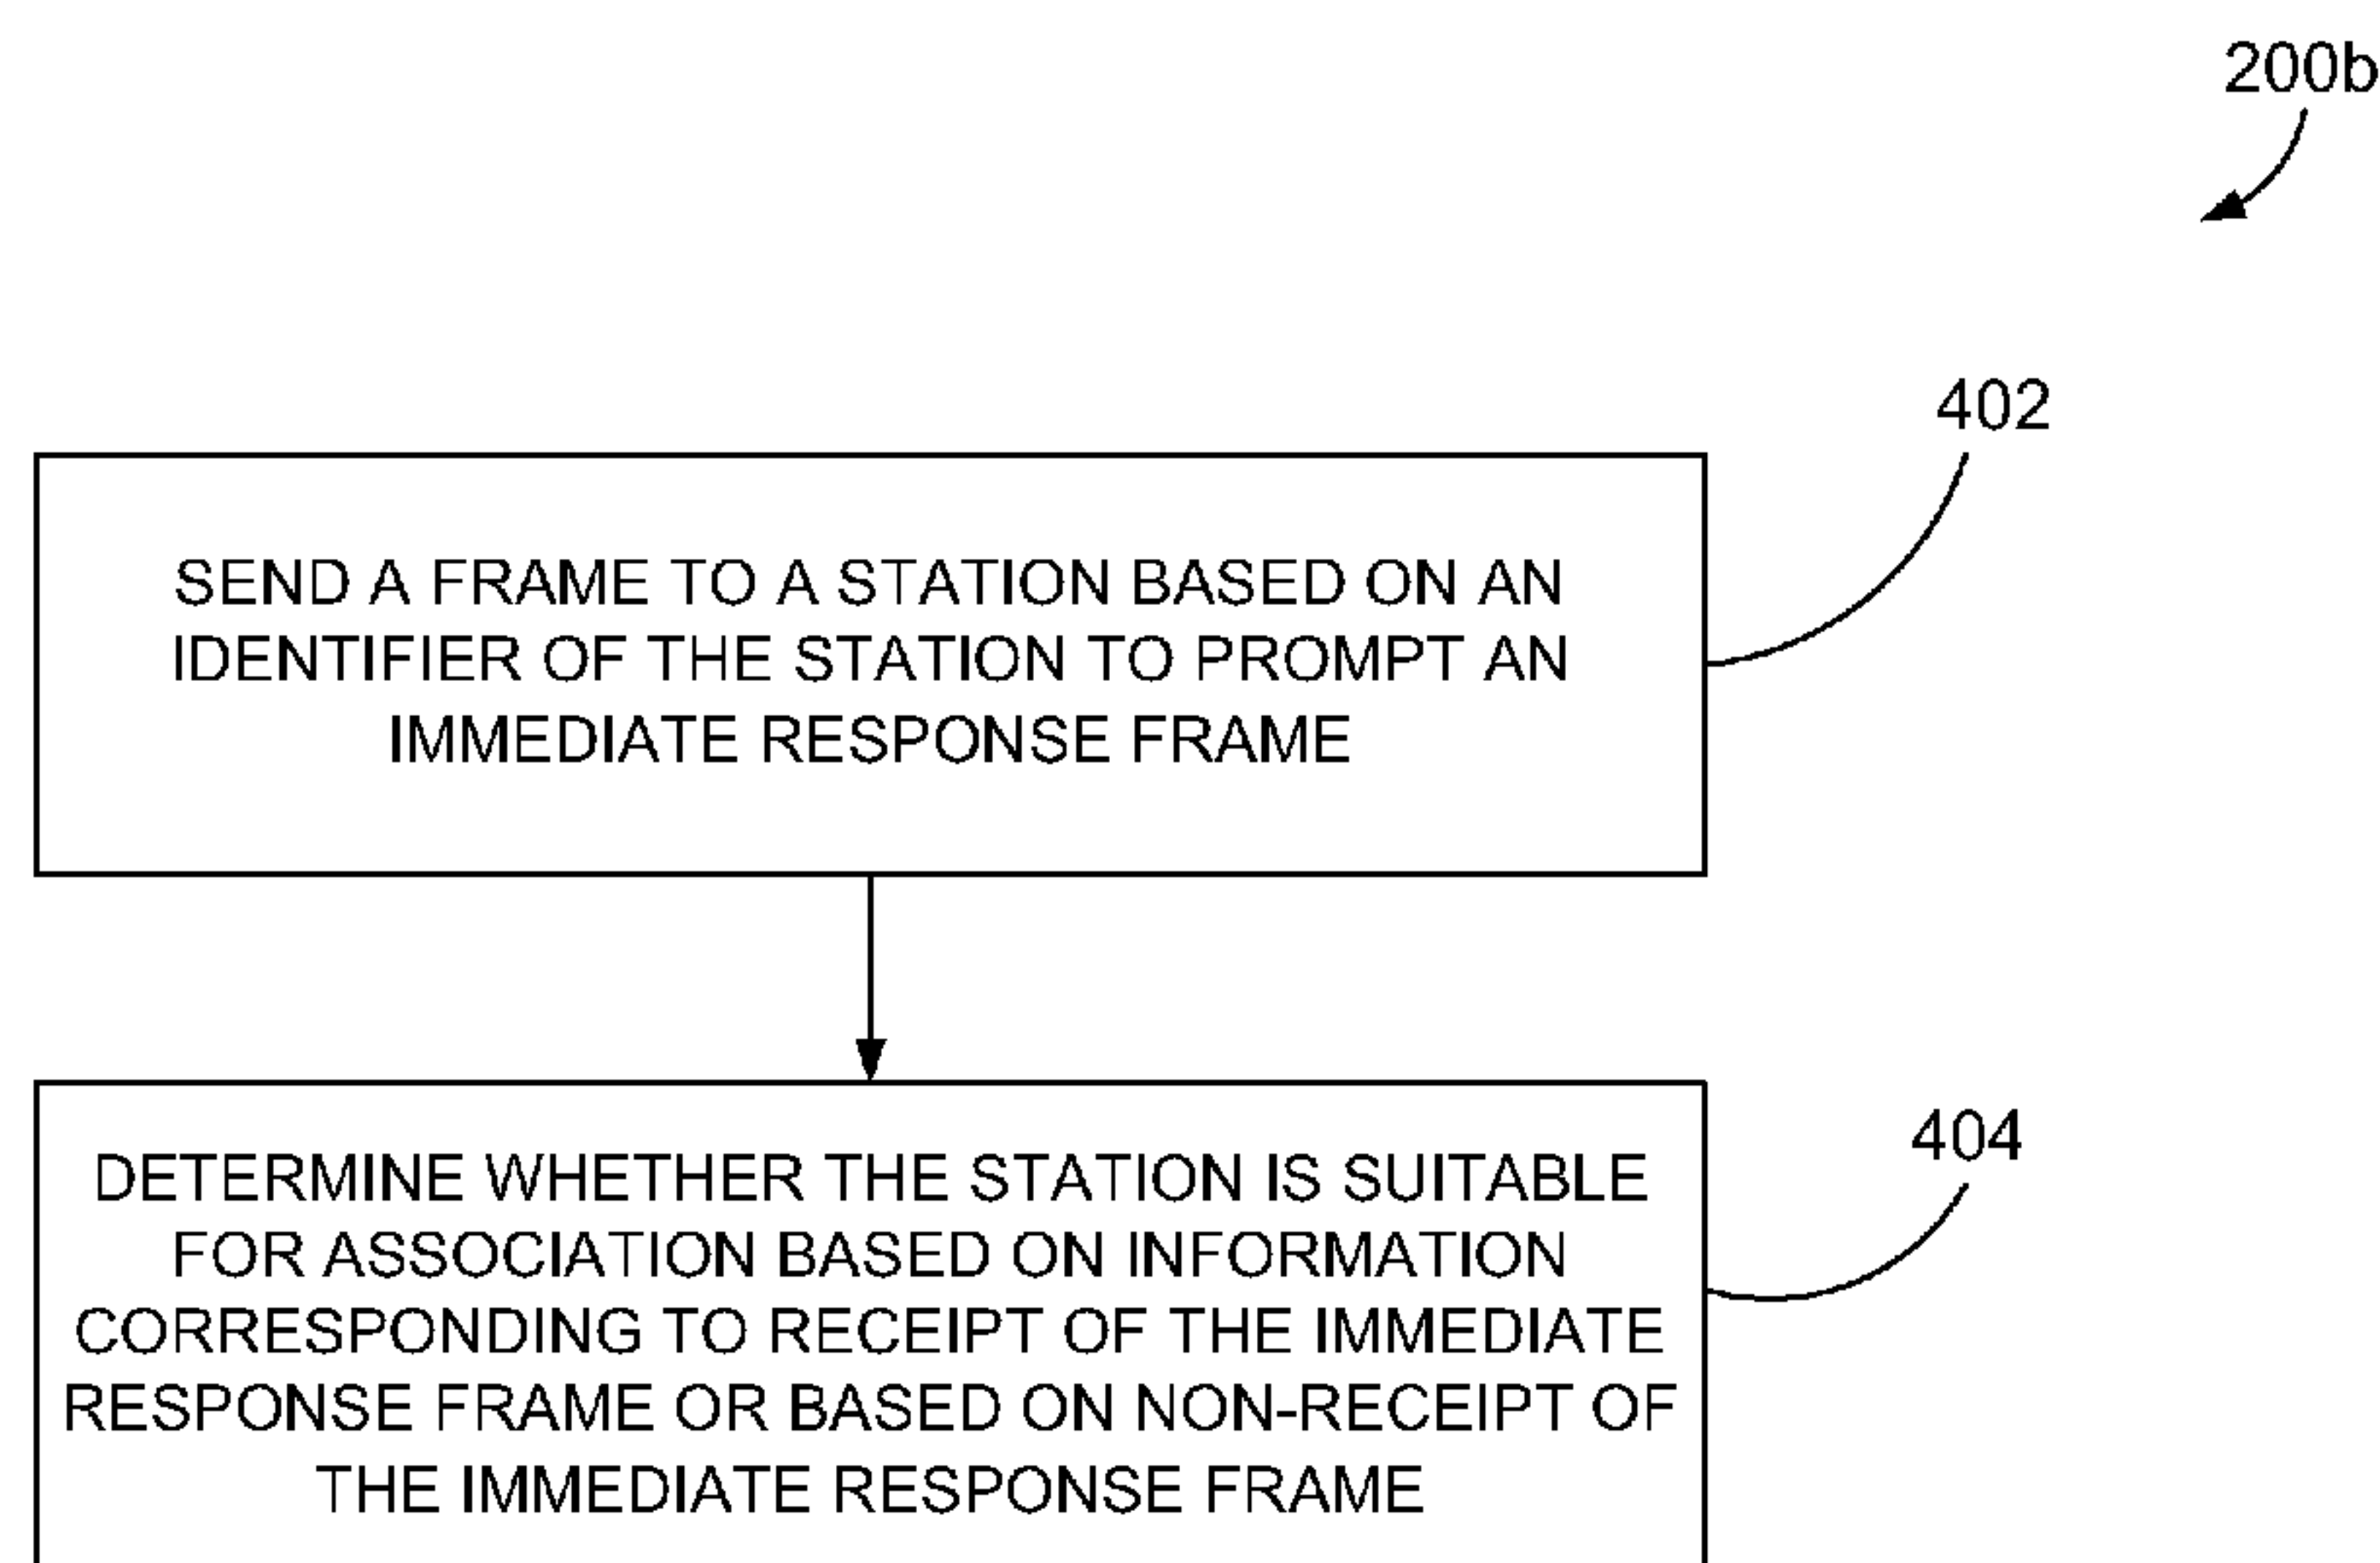 200b
402
SEND A FRAME TO A STATION BASED ON AN
IDENTIFIER OF THE STATION TO PROMPT AN
IMMEDIATE RESPONSE FRAME
404
DETERMINE WHETHER THE STATION IS SUITABLE
FOR ASSOCIATION BASED ON INFORMATION
CORRESPONDING TO RECEIPT OF THE IMMEDIATE
RESPONSE FRAME OR BASED ON NON-RECEIPT OF
THE IMMEDIATE RESPONSE FRAME